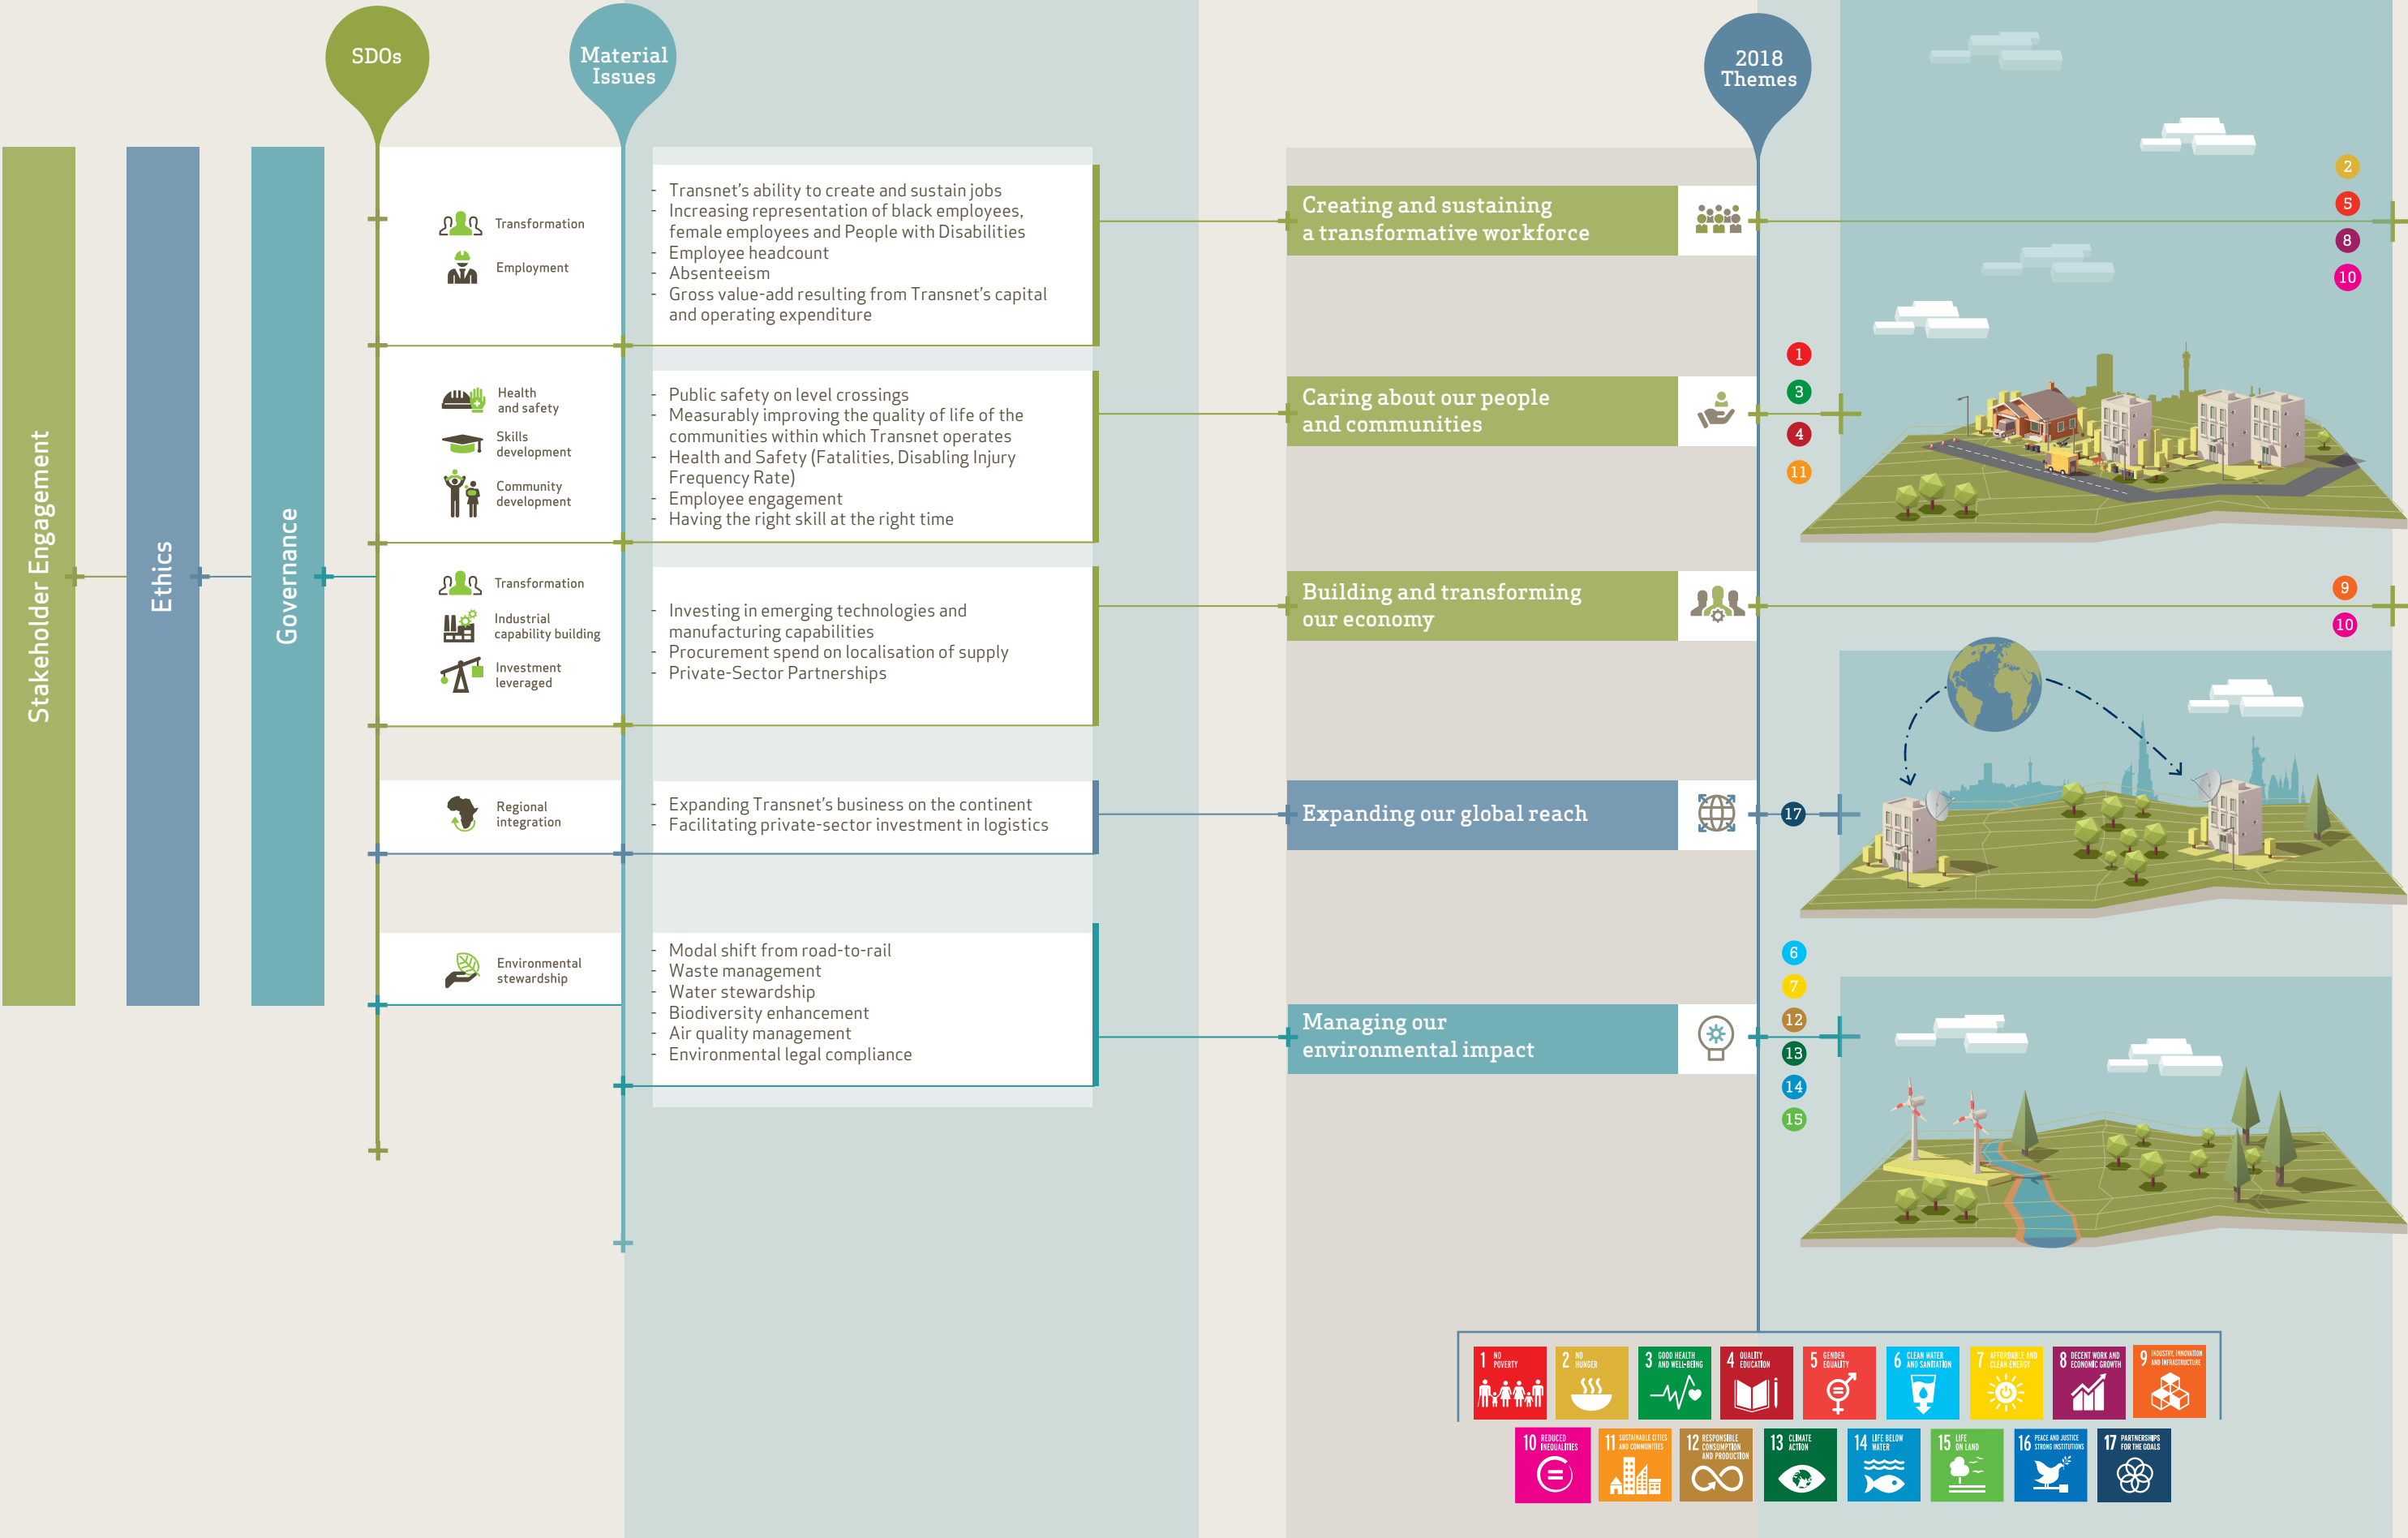 SDOs
Material
Issues
2018
Themes
Stakeholder Engagement
Ethics
Governance
Transformation
Employment
- Transnet’s ability to create and sustain jobs
- Increasing representation of black employees,
female employees and People with Disabilities
- Employee headcount
- Absenteeism
- Gross value-add resulting from Transnet’s capital
and operating expenditure
Creating and sustaining
a transformative workforce
2
5
8
10
Health
and safety
Skills
development
Community
development
- Public safety on level crossings
- Measurably improving the quality of life of the
communities within which Transnet operates
- Health and Safety (Fatalities, Disabling Injury
Frequency Rate)
- Employee engagement
- Having the right skill at the right time
Caring about our people
and communities
1
3
4
11
Transformation
Industrial
capability building
Investment
leveraged
- Investing in emerging technologies and
manufacturing capabilities
- Procurement spend on localisation of supply
- Private-Sector Partnerships
Building and transforming
our economy
9
10
Regional
integration
- Expanding Transnet’s business on the continent
- Facilitating private-sector investment in logistics
Expanding our global reach
17
Environmental
stewardship
- Modal shift from road-to-rail
- Waste management
- Water stewardship
- Biodiversity enhancement
- Air quality management
- Environmental legal compliance
Managing our
environmental impact
6
7
12
13
14
15
1 NO
POVERTY
2 NO
HUNGER
3 GOOD HEALTH
AND WELL-BEING
4 QUALITY
EDUCATION
5 GENDER
EQUALITY
6 CLEAN WATER
AND SANITATION
7 AFFORDABLE AND
CLEAN ENERGY
8 DECENT WORK AND
ECONOMIC GROWTH
9 INDUSTRY, INNOVATION
AND INFRASTRUCTURE
10 REDUCED
INEQUALITIES
11 SUSTAINABLE CITIES
AND COMMUNITIES
12 RESPONSIBLE
CONSUMPTION
AND PRODUCTION
13 CLIMATE
ACTION
14 LIFE BELOW
WATER
15 LIFE
ON LAND
16 PEACE AND JUSTICE
STRONG INSTITUTIONS
17 PARTNERSHIPS
FOR THE GOALS